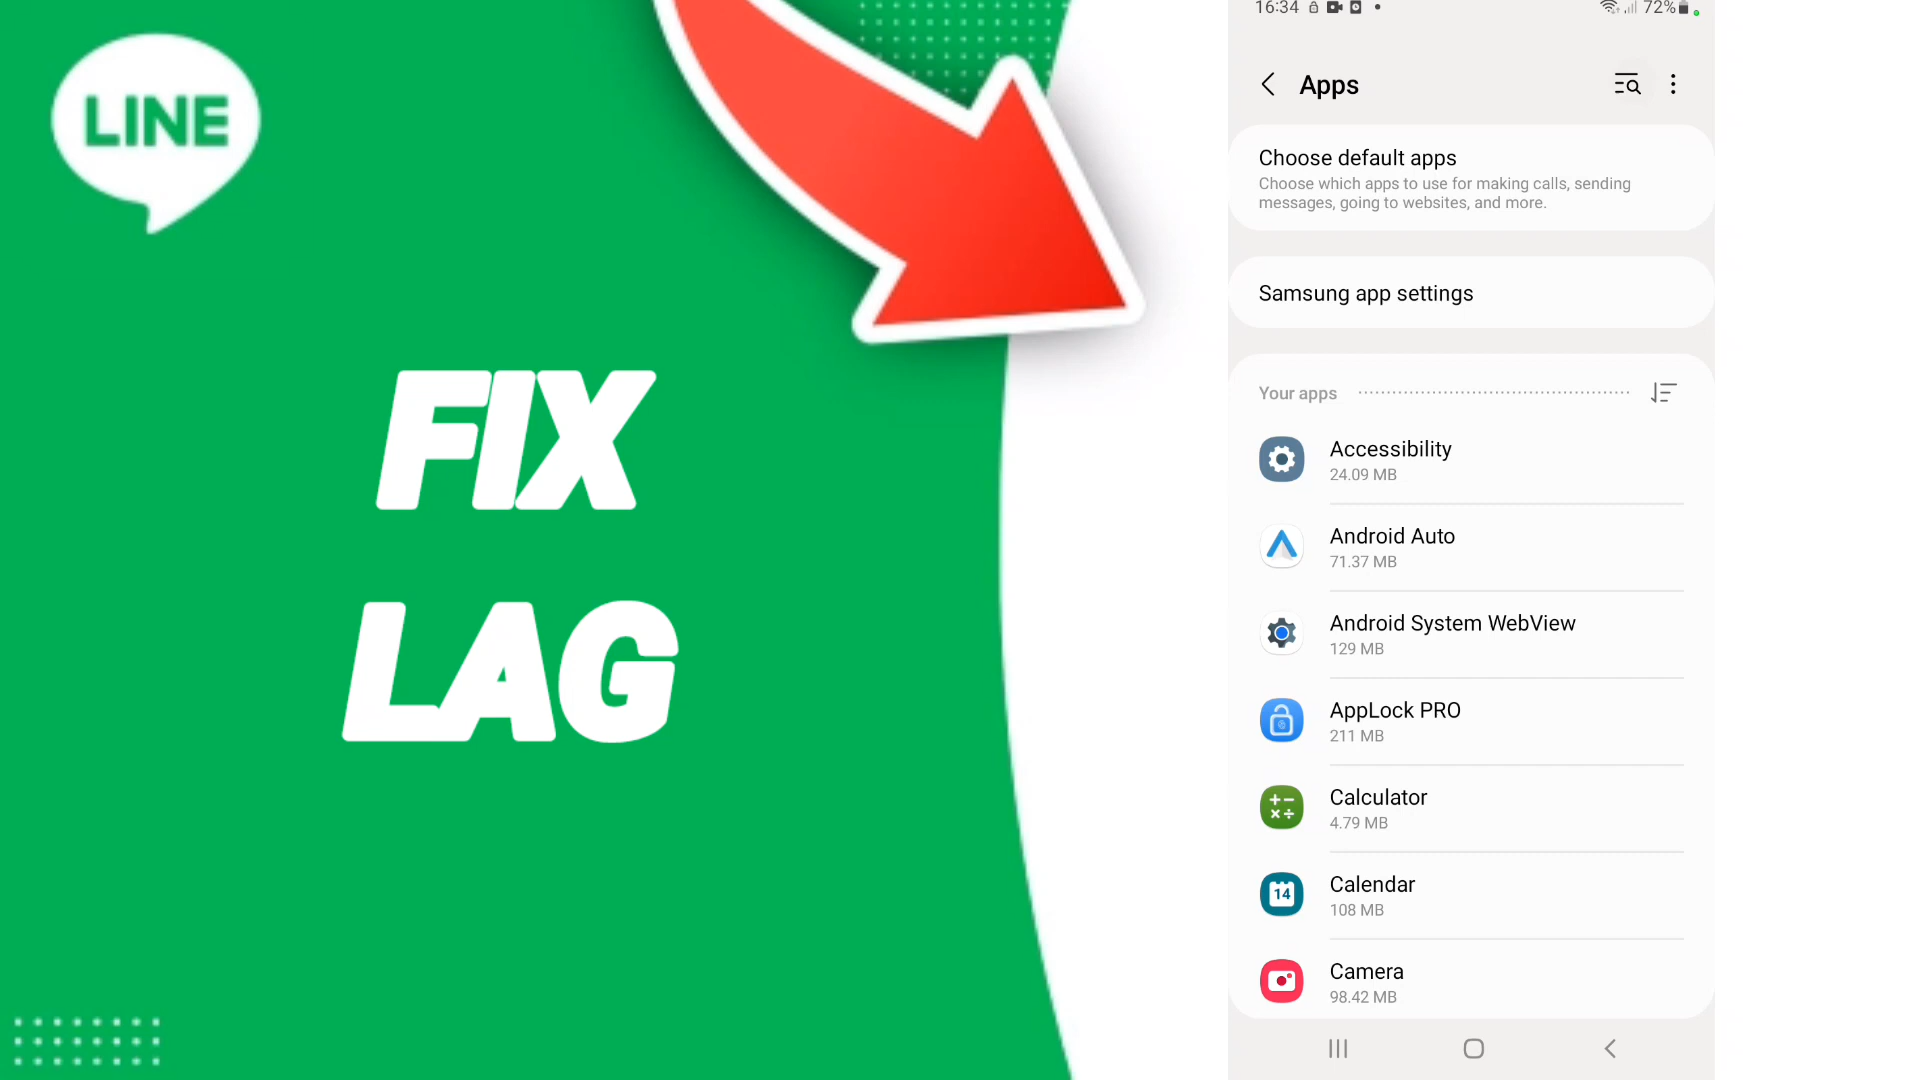 LINE
FIX
LAG
16:34
72%
Apps
Choose default apps
Choose which apps to use for making calls, sending
messages, going to websites, and more.
Samsung app settings
Your apps
Accessibility
24.09 MB
Android Auto
71.37 MB
Android System WebView
129 MB
AppLock PRO
211 MB
Calculator
4.79 MB
14
Calendar
108 MB
Camera
98.42 MB